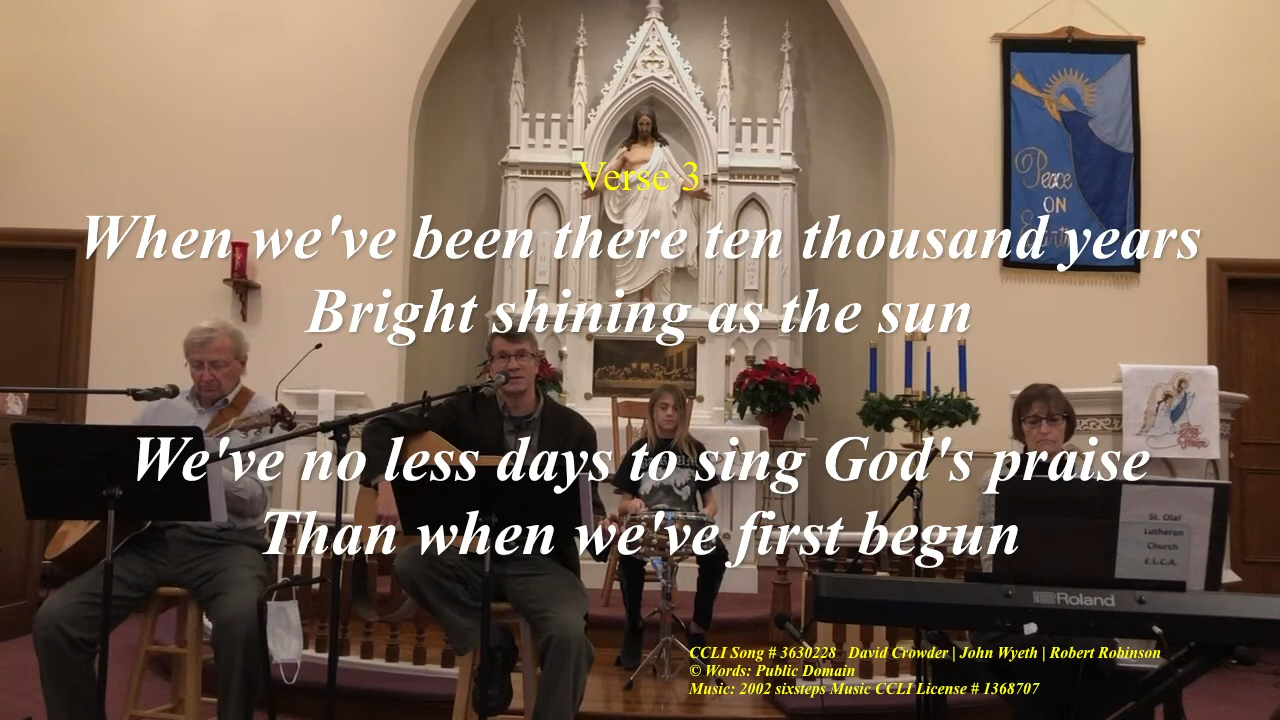 Peace
ON
Earth
Verse 3
When we've been there ten thousand years
Bright shining as the sun
We've no less days to sing God's praise
Than when we've first begun
St. Olaf
Lutheran
Church
E.L.C.A.
Roland
CCLI Song # 3630228 David Crowder | John Wyeth | Robert Robinson
© Words: Public Domain
Music: 2002 sixsteps Music CCLI License # 1368707